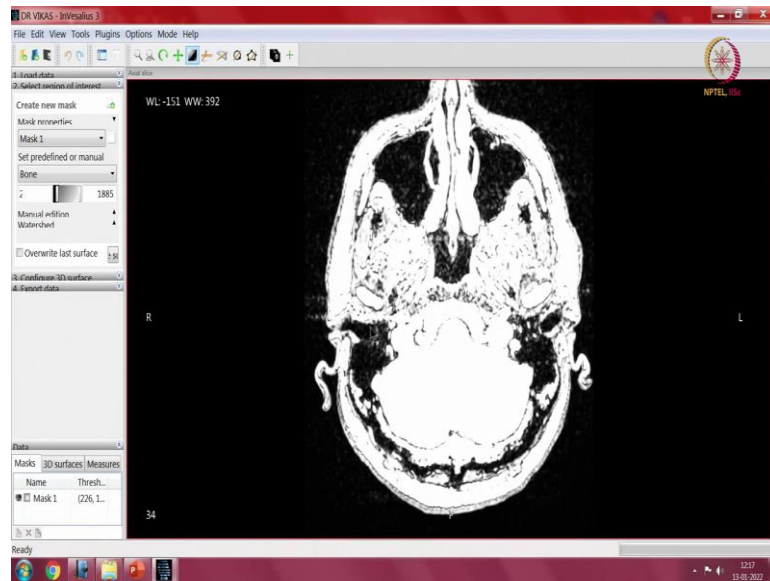 DR VIKAS - InVesalius 3
File Edit View Tools Plugins Options Mode Help
1. Load data
2. Select region of interest
Axial slice
Create new mask
Mask properties
Mask 1
Set predefined or manual
Bone
1885
Manual edition
Watershed
Overwrite last surface
3. Configure 3D surface
4. Export data
WL: -151 WW: 392
A
R
L
34
P
NPTEL, IISc
Data
Masks 3D surfaces Measures
Name Thresh..
Mask 1 (226, 1...
Ready
12:17
13-01-2022